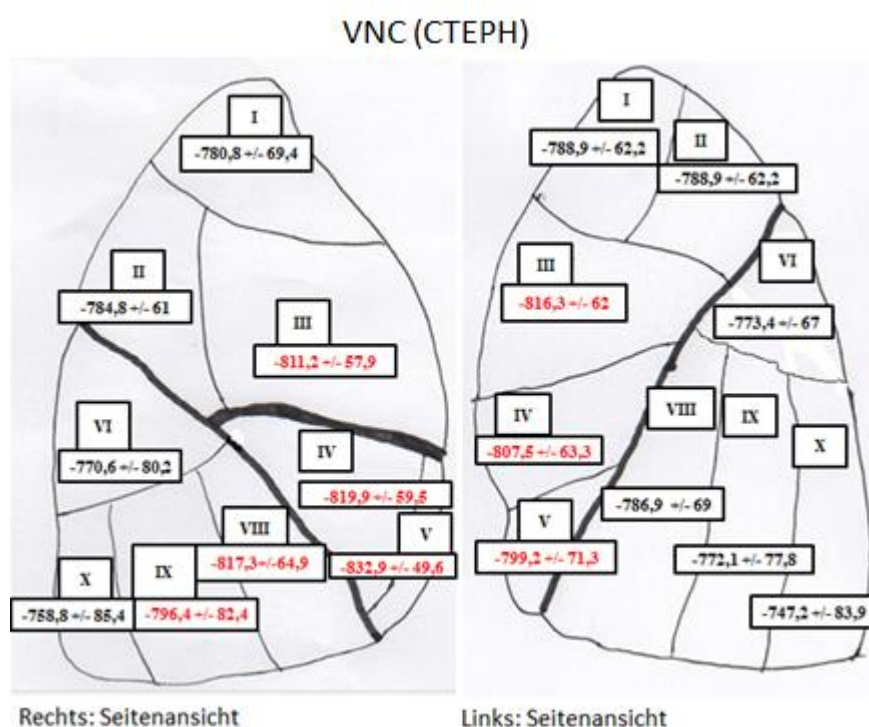 VNC (CTEPH)
I
-780,8 +/- 69,4
II
-784,8 +/- 61
III
-811,2 +/- 57,9
VI
-770,6 +/- 80,2
IV
-819,9 +/- 59,5
VIII
-817,3+/-64,9
V
-832,9 +/- 49,6
X
-758,8 +/- 85,4
IX
-796,4 +/- 82,4
Rechts: Seitenansicht
I
-788,9 +/- 62,2
II
-788,9 +/- 62,2
III
-816,3 +/- 62
VI
-773,4 +/- 67
IV
-807,5 +/- 63,3
VIII
-786,9 +/- 69
IX
-772,1 +/- 77,8
X
-747,2 +/- 83,9
V
-799,2 +/- 71,3
Links: Seitenansicht